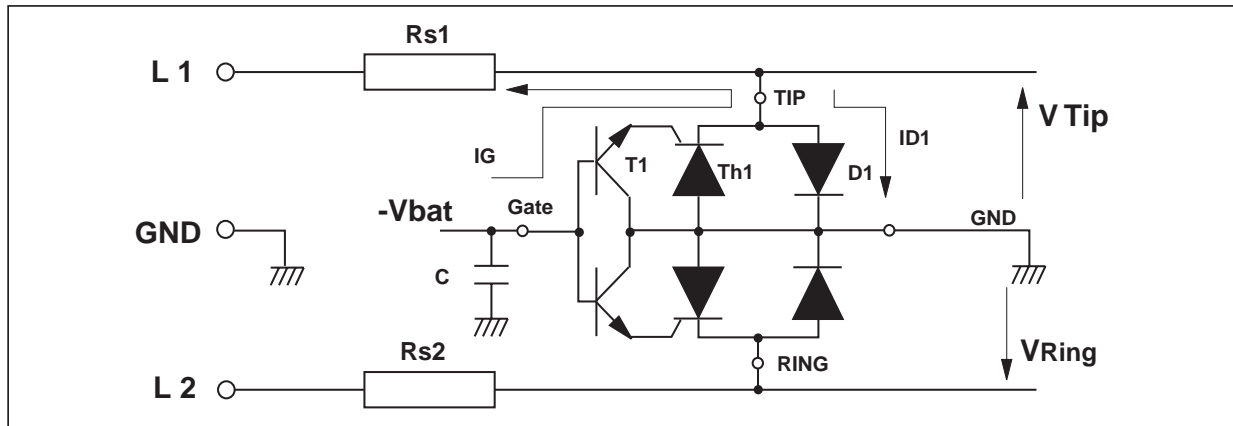 Rs1
L 1
TIP
V Tip
IG
T1
Th1
D1
ID1
-Vbat
Gate
GND
GND
C
Rs2
RING
VRing
L 2